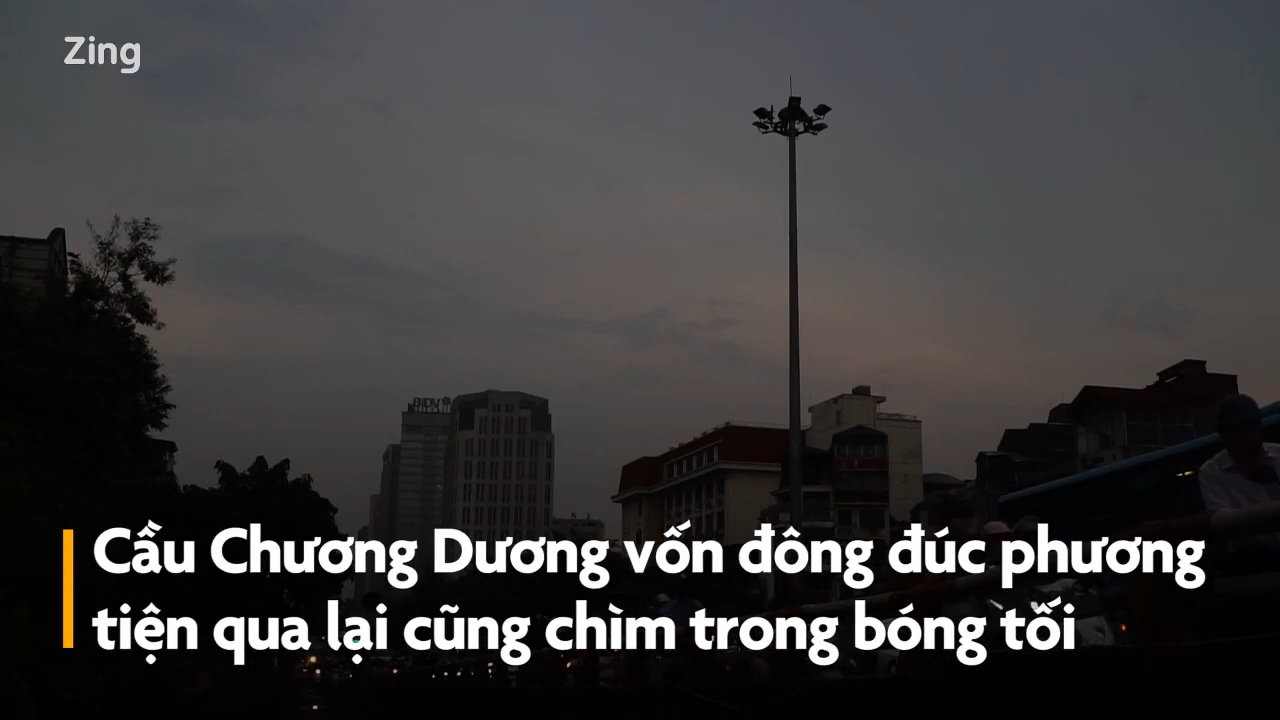 Zing
BIDV
Cầu Chương Dương vốn đông đúc phương
tiện qua lại cũng chìm trong bóng tối